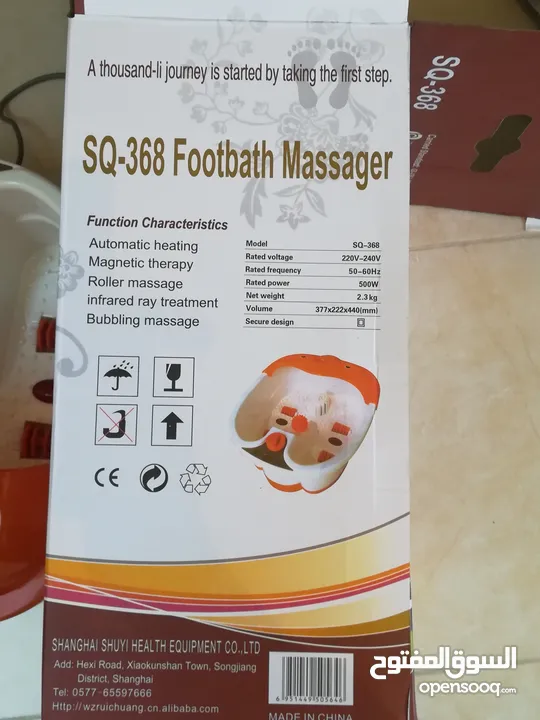 A thousand-li journey is started by taking the first step.
SQ-368 Footbath Massager
Function Characteristics
Automatic heating
Magnetic therapy
Roller massage
infrared ray treatment
Bubbling massage
Model SQ-368
Rated voltage 220V-240V
Rated frequency 50-60Hz
Rated power 500W
Net weight 2.3kg
Volume 377x222x440(mm)
Secure design
CE
SHANGHAI SHUYI HEALTH EQUIPMENT CO.,LTD
Add: Hexi Road, Xiaokunshan Town, Songjiang
District, Shanghai
Tel: 0577-65597666
Http://wzruichuang.cn.alibaba.com
6 951449 503646
MADE IN CHINA
SQ-368
السوق المفتوح
opensooq.com